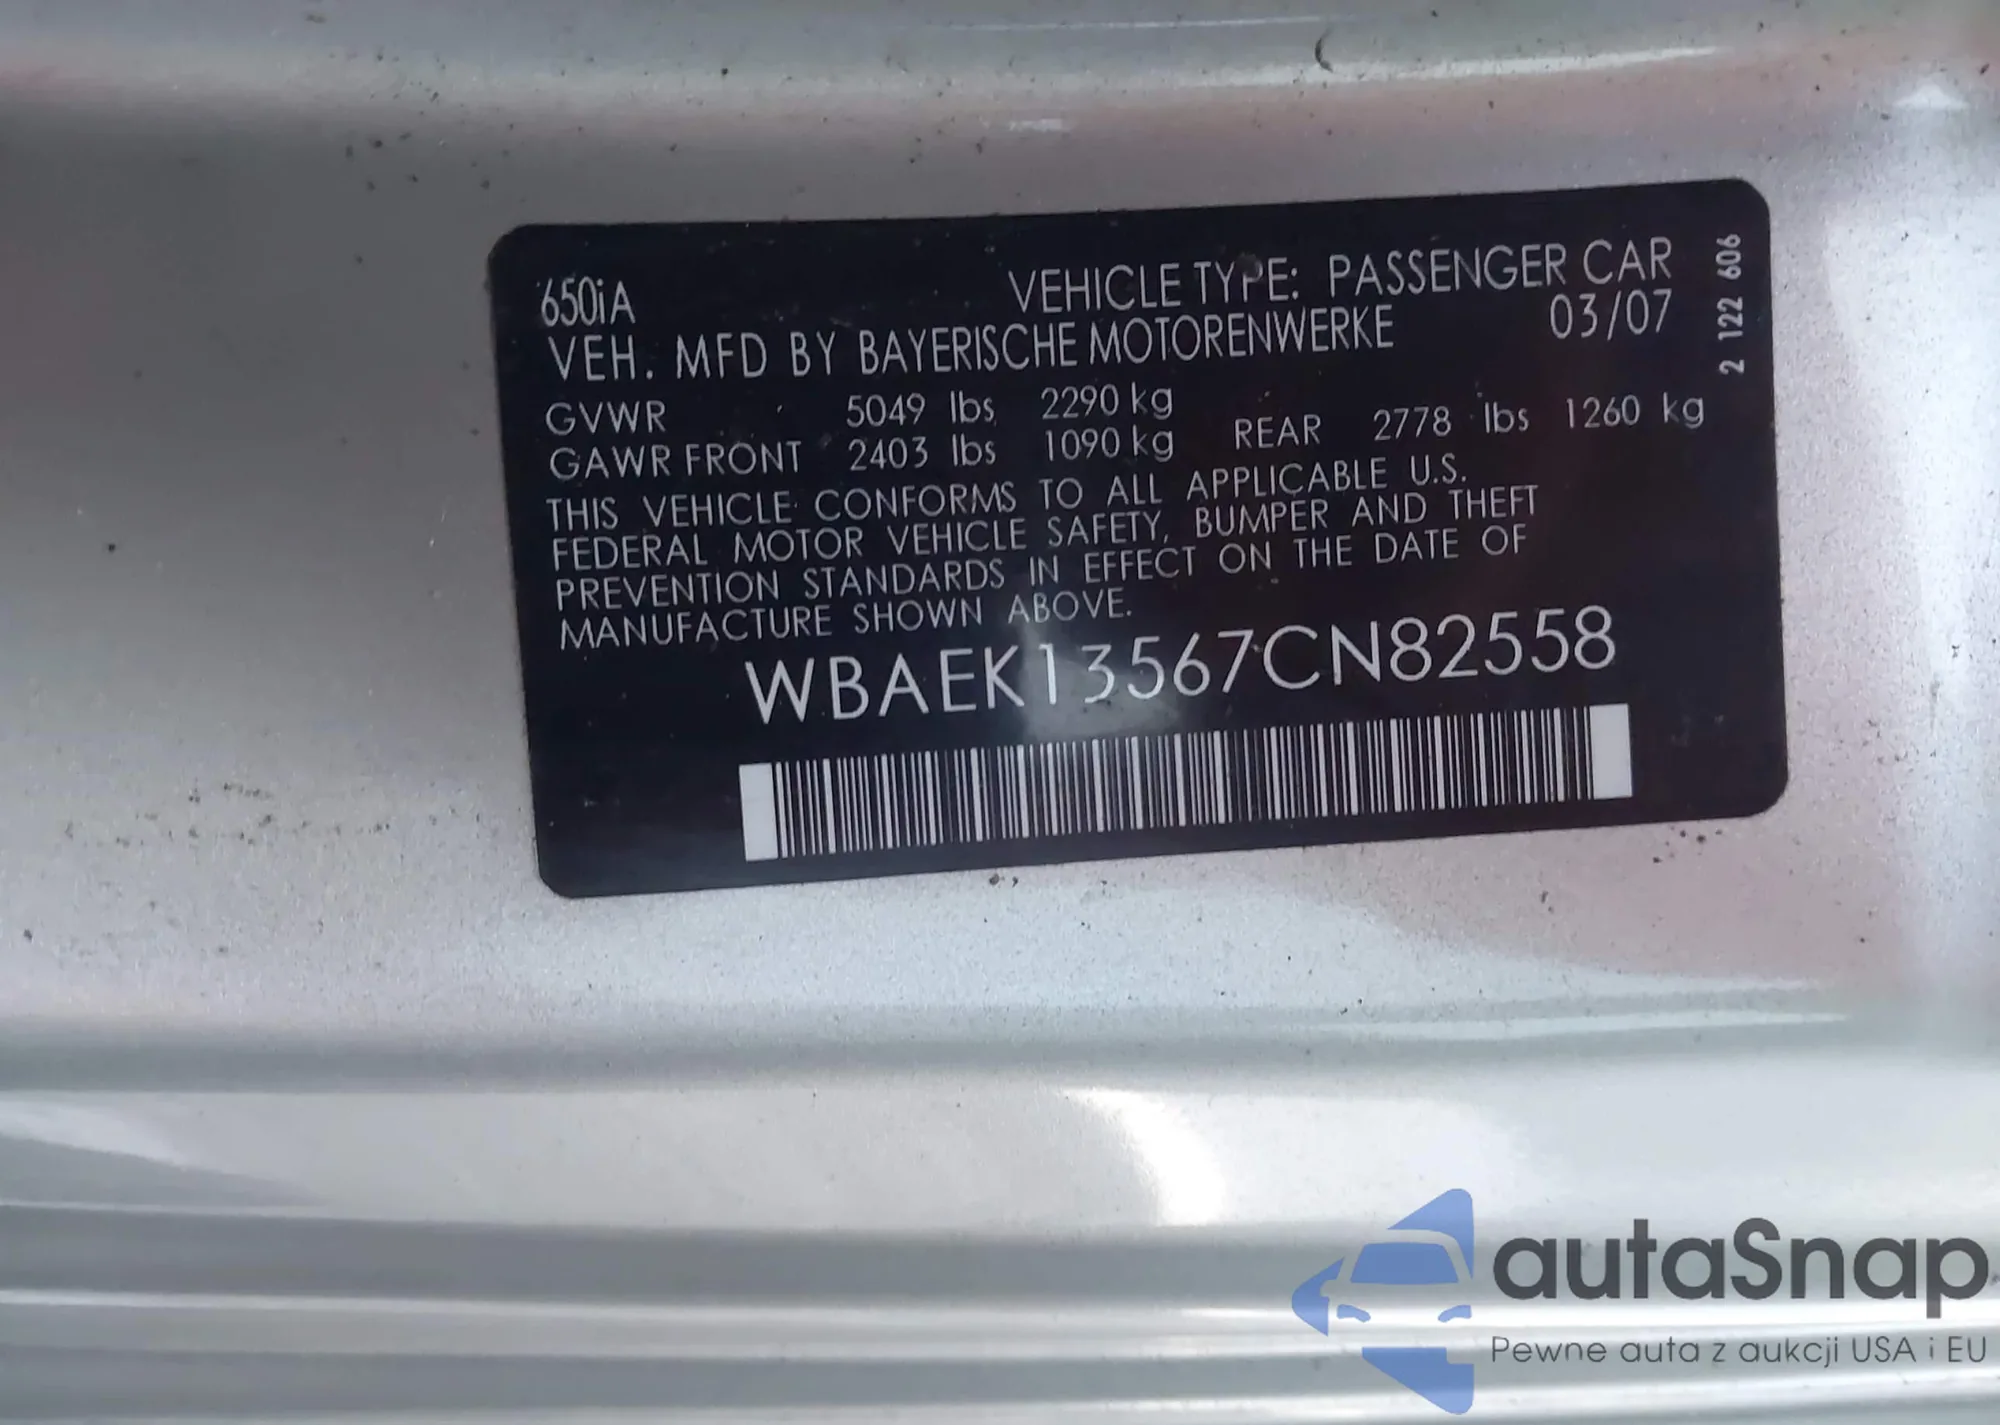 650iA VEHICLE TYPE: PASSENGER CAR
VEH. MFD BY BAYERISCHE MOTORENWERKE 03/07
2 122 606
GVWR 5049 lbs 2290 kg
GAWR FRONT 2403 lbs 1090 kg REAR 2778 lbs 1260 kg
THIS VEHICLE CONFORMS TO ALL APPLICABLE U.S.
FEDERAL MOTOR VEHICLE SAFETY, BUMPER AND THEFT
PREVENTION STANDARDS IN EFFECT ON THE DATE OF
MANUFACTURE SHOWN ABOVE.
WBAEK13567CN82558
autaSnap
Pewne auta z aukcji USA i EU